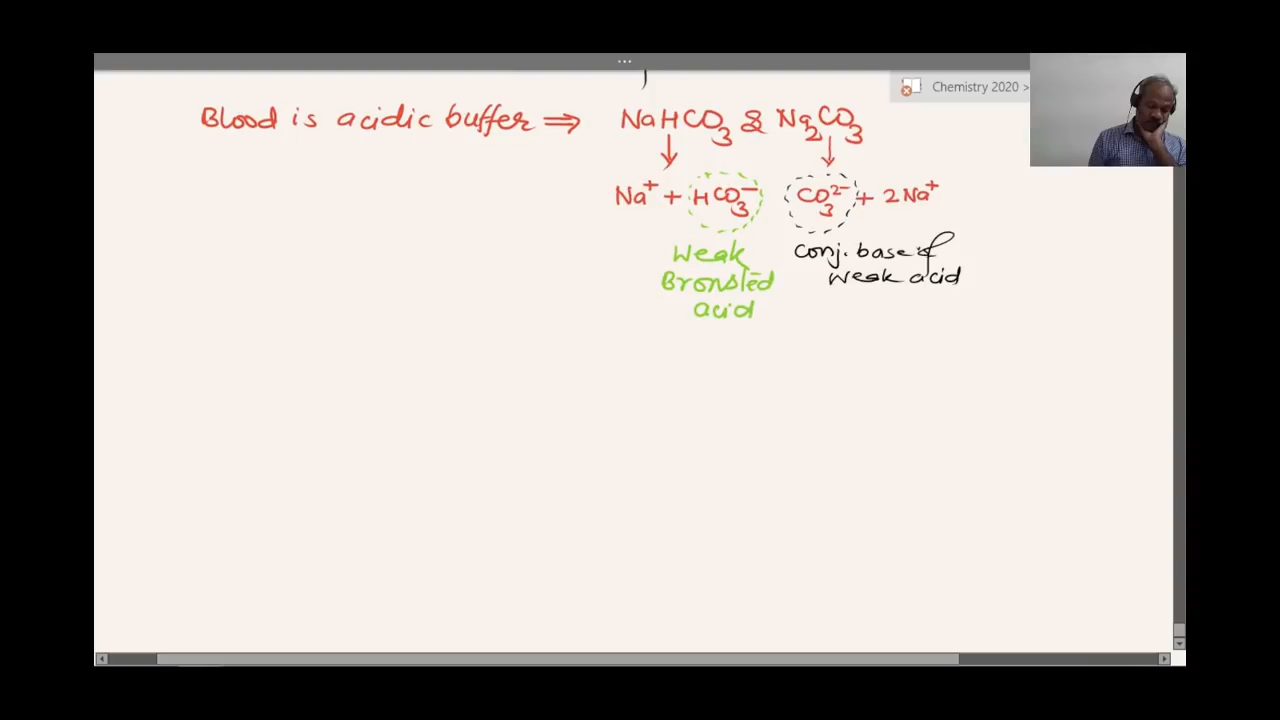 Chemistry 2020 >
Blood is acidic buffer ⇒ NaHCO₃ & Na₂CO₃
Na⁺ + HCO₃⁻ CO₃²⁻ + 2Na⁺
Weak
Bronsted
acid
conj. base of
weak acid